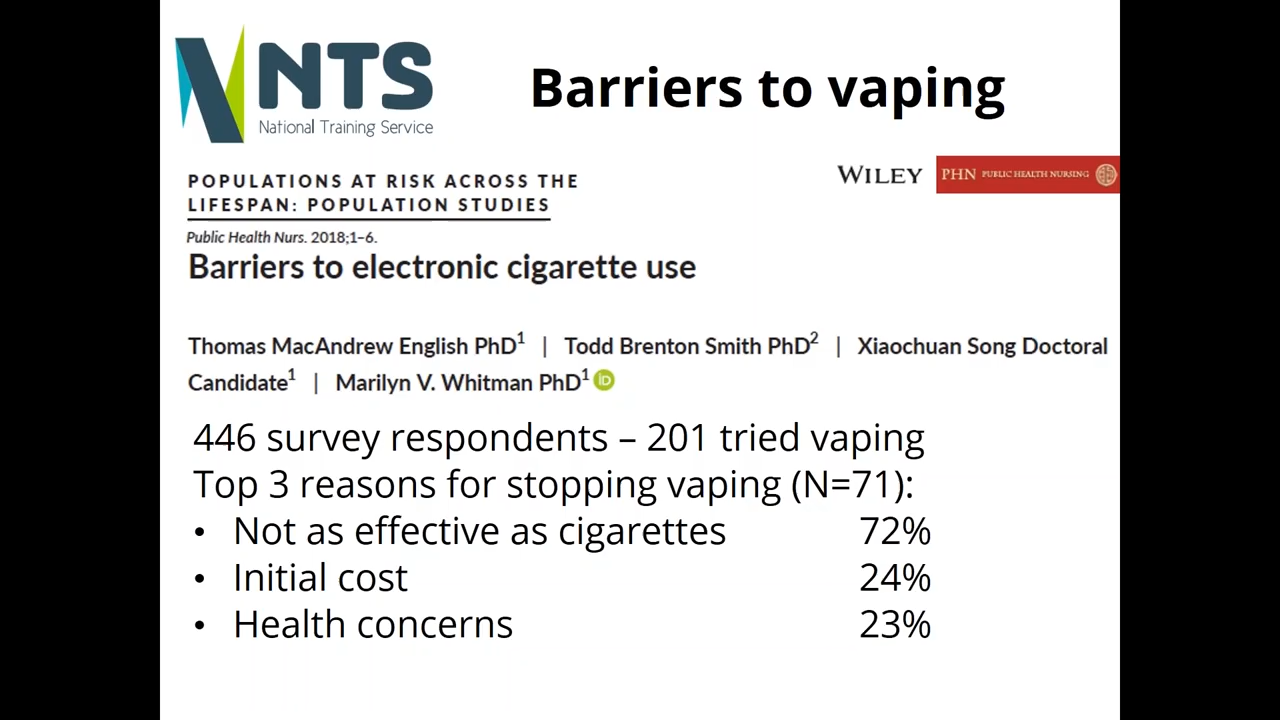 NTS
National Training Service
Barriers to vaping
WILEY
PHN PUBLIC HEALTH NURSING
POPULATIONS AT RISK ACROSS THE
LIFESPAN: POPULATION STUDIES
Public Health Nurs. 2018;1–6.
Barriers to electronic cigarette use
Thomas MacAndrew English PhD1 | Todd Brenton Smith PhD2 | Xiaochuan Song Doctoral
Candidate1 | Marilyn V. Whitman PhD1 iD
446 survey respondents – 201 tried vaping
Top 3 reasons for stopping vaping (N=71):
• Not as effective as cigarettes 72%
• Initial cost 24%
• Health concerns 23%